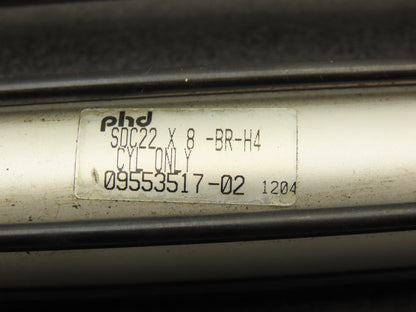 phd
SDC22 X 8 -BR-H4
CYL ONLY
09553517-02 1204